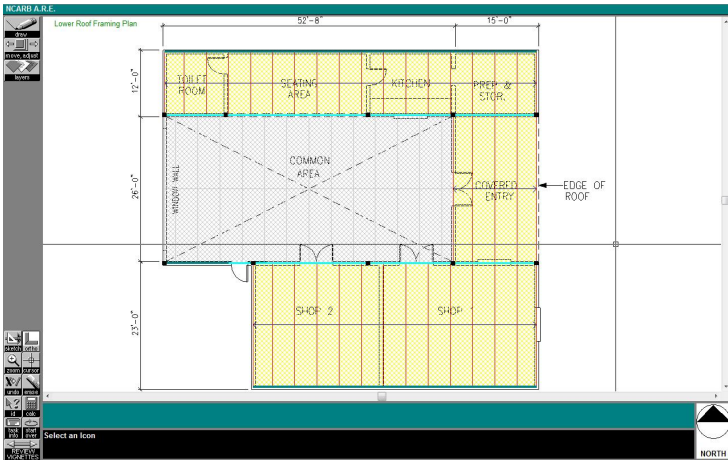 NCARB A.R.E.
Lower Roof Framing Plan
52'-8"
15'-0"
draw
move, adjust
layers
12'-0"
TOILET
ROOM
SEATING
AREA
KITCHEN
PREP &
STOR.
26'-0"
WINDOW WALL
COMMON
AREA
COVERED
ENTRY
EDGE OF
ROOF
23'-0"
SHOP 2
SHOP
sketch
ortho
zoom
cursor
undo
erase
id
calc
task
info
start
over
REVIEW
VIGNETTES
Select an Icon
NORTH